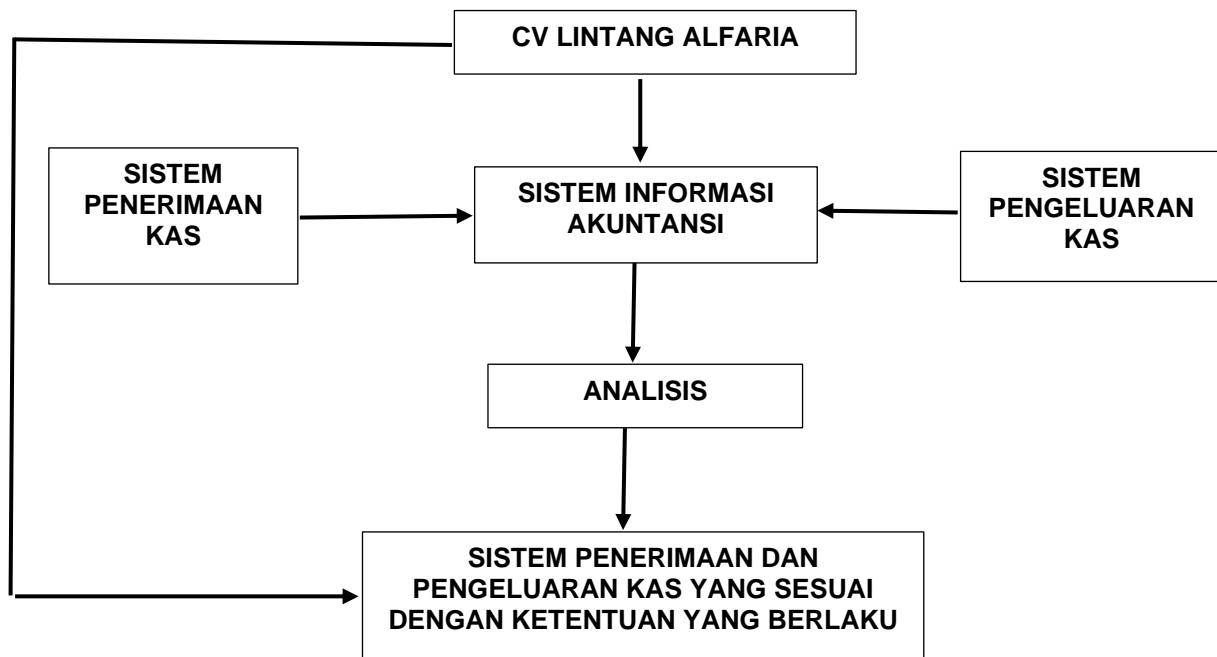 CV LINTANG ALFARIA
SISTEM
PENERIMAAN
KAS
SISTEM INFORMASI
AKUNTANSI
SISTEM
PENGELUARAN
KAS
ANALISIS
SISTEM PENERIMAAN DAN
PENGELUARAN KAS YANG SESUAI
DENGAN KETENTUAN YANG BERLAKU